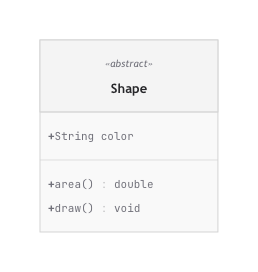 «abstract»
Shape
+String color
+area() : double
+draw() : void